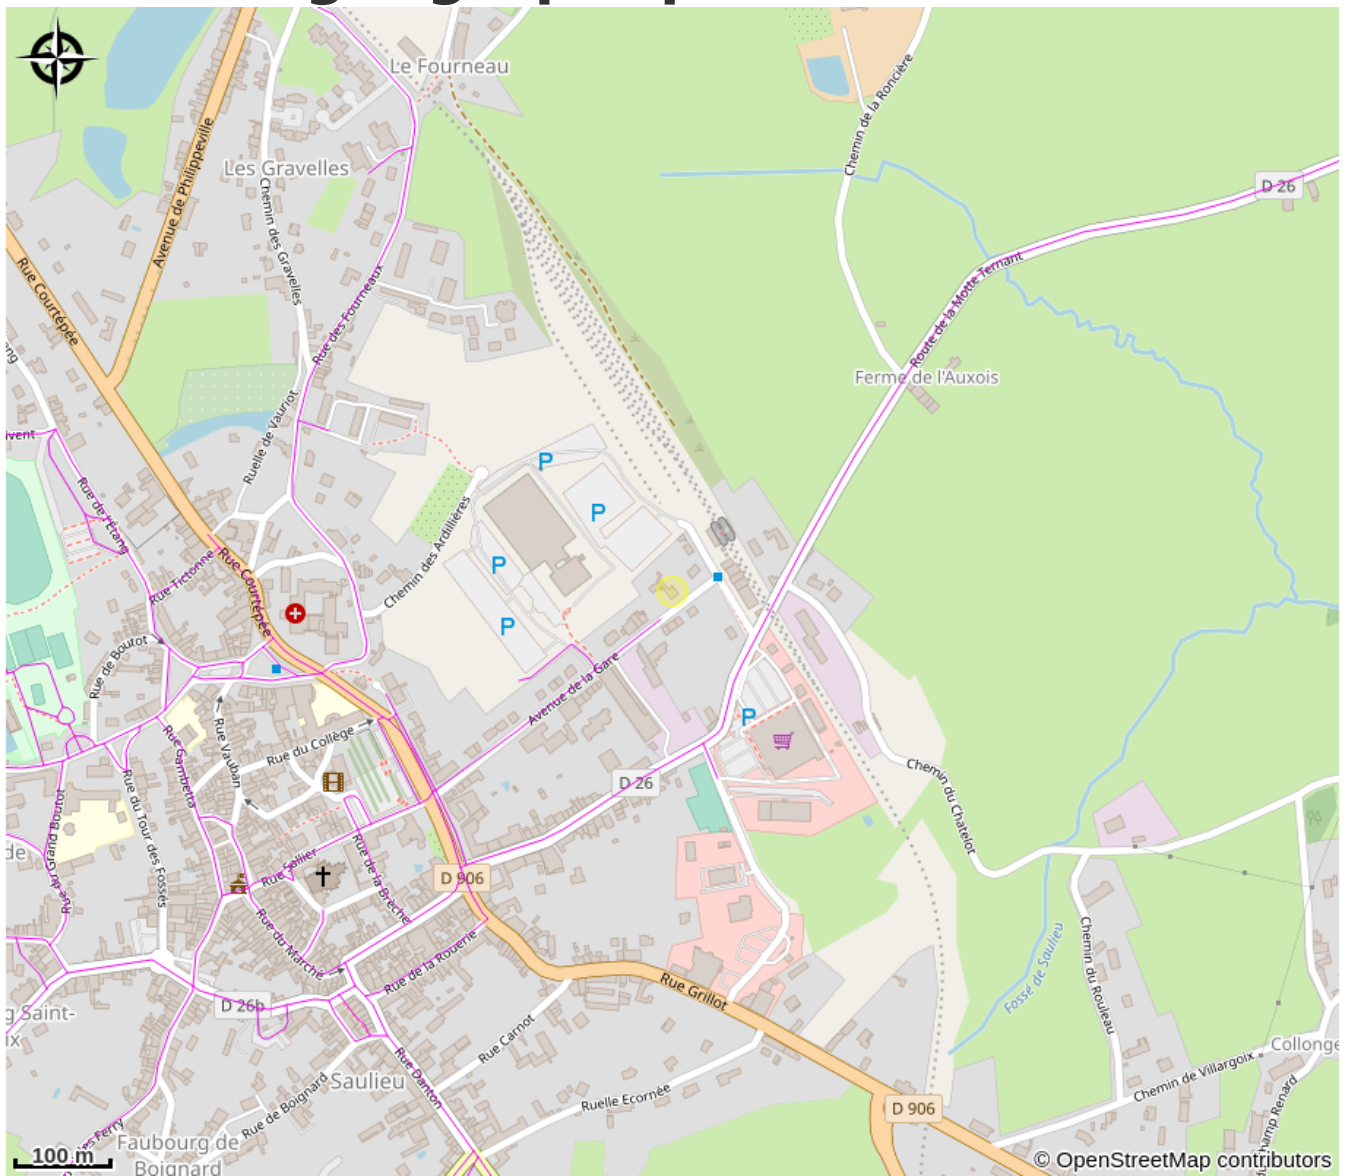 Le Fourneau
Les Gravelles
Avenue de Philippeville
Chemin des Gravelles
Chemin de la Roncière
D 26
Rue Courtépée
Rue des Fourneaux
Route de la Motte Ternant
Ferme de l'Auxois
Ruelle de Vauriot
P
P
P
P
Rue de l'Étang
Chemin des Ardillières
Rue Tictonne
Rue Courtépée
Rue de Boutot
Avenue de la Gare
P
Rue Vauban
Rue du Collège
Rue Gambetta
D 26
Chemin du Chatelot
Rue du Tour des Fossés
Rue du Grand Boutot
Rue Sallier
Rue de la Brèche
D 906
Rue du Marché
Rue de la Rouerie
Rue Grillot
Fossé de Saulieu
Chemin du Rouleau
D 26b
g Saint-
ix
Rue Carnot
Collonge
Saulieu
Rue Danton
Rue de Boignard
Ruelle Ecornée
Chemin de Villargoix
D 906
Faubourg de
Boignard
100 m
© OpenStreetMap contributors